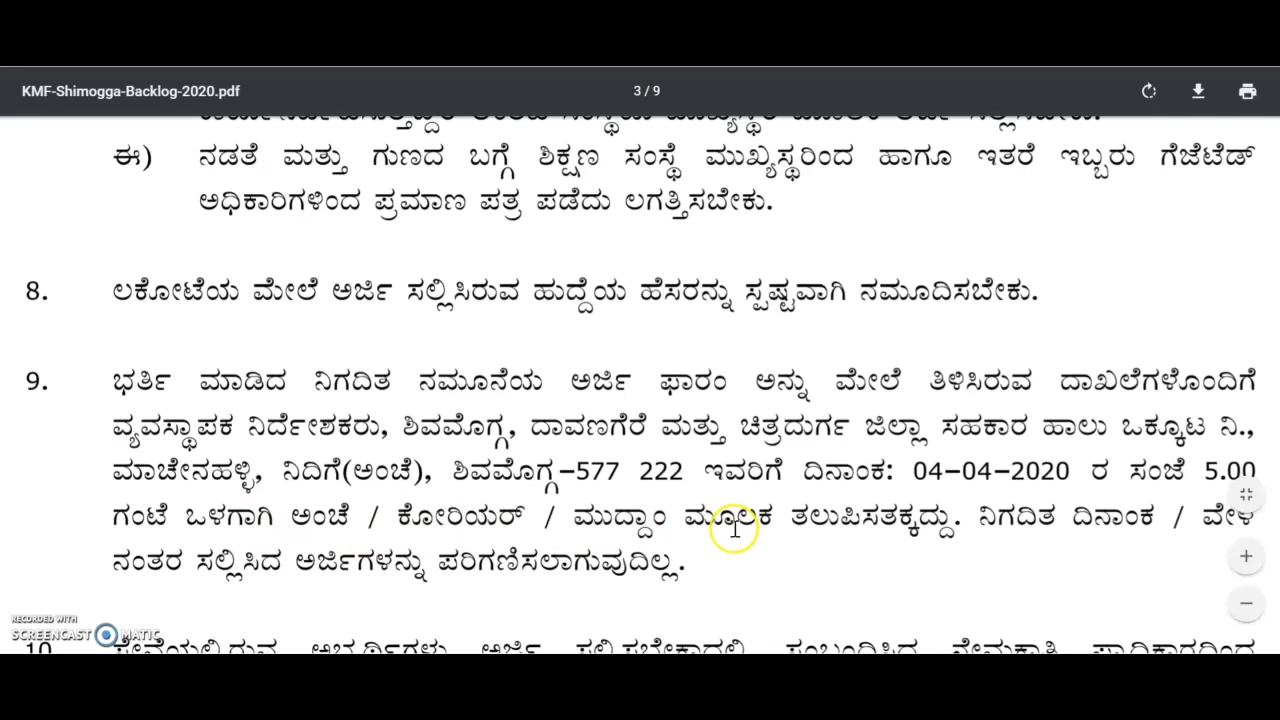 KMF-Shimogga-Backlog-2020.pdf 3 / 9
ಈ) ನಡತೆ ಮತ್ತು ಗುಣದ ಬಗ್ಗೆ ಶಿಕ್ಷಣ ಸಂಸ್ಥೆ ಮುಖ್ಯಸ್ಥರಿಂದ ಹಾಗೂ ಇತರೆ ಇಬ್ಬರು ಗೆಜೆಟೆಡ್
ಅಧಿಕಾರಿಗಳಿಂದ ಪ್ರಮಾಣ ಪತ್ರ ಪಡೆದು ಲಗತ್ತಿಸಬೇಕು.
8. ಲಕೋಟೆಯ ಮೇಲೆ ಅರ್ಜಿ ಸಲ್ಲಿಸಿರುವ ಹುದ್ದೆಯ ಹೆಸರನ್ನು ಸ್ಪಷ್ಟವಾಗಿ ನಮೂದಿಸಬೇಕು.
9. ಭರ್ತಿ ಮಾಡಿದ ನಿಗದಿತ ನಮೂನೆಯ ಅರ್ಜಿ ಫಾರಂ ಅನ್ನು ಮೇಲೆ ತಿಳಿಸಿರುವ ದಾಖಲೆಗಳೊಂದಿಗೆ
ವ್ಯವಸ್ಥಾಪಕ ನಿರ್ದೇಶಕರು, ಶಿವಮೊಗ್ಗ, ದಾವಣಗೆರೆ ಮತ್ತು ಚಿತ್ರದುರ್ಗ ಜಿಲ್ಲಾ ಸಹಕಾರ ಹಾಲು ಒಕ್ಕೂಟ ನಿ.,
ಮಾಚೇನಹಳ್ಳಿ, ನಿದಿಗೆ(ಅಂಚೆ), ಶಿವಮೊಗ್ಗ-577 222 ಇವರಿಗೆ ದಿನಾಂಕ: 04-04-2020 ರ ಸಂಜೆ 5.00
ಗಂಟೆ ಒಳಗಾಗಿ ಅಂಚೆ / ಕೋರಿಯರ್ / ಮುದ್ದಾಂ ಮೂಲಕ ತಲುಪಿಸತಕ್ಕದ್ದು. ನಿಗದಿತ ದಿನಾಂಕ / ವೇಳೆ
ನಂತರ ಸಲ್ಲಿಸಿದ ಅರ್ಜಿಗಳನ್ನು ಪರಿಗಣಿಸಲಾಗುವುದಿಲ್ಲ.
RECORDED WITH
SCREENCAST MATIC
10